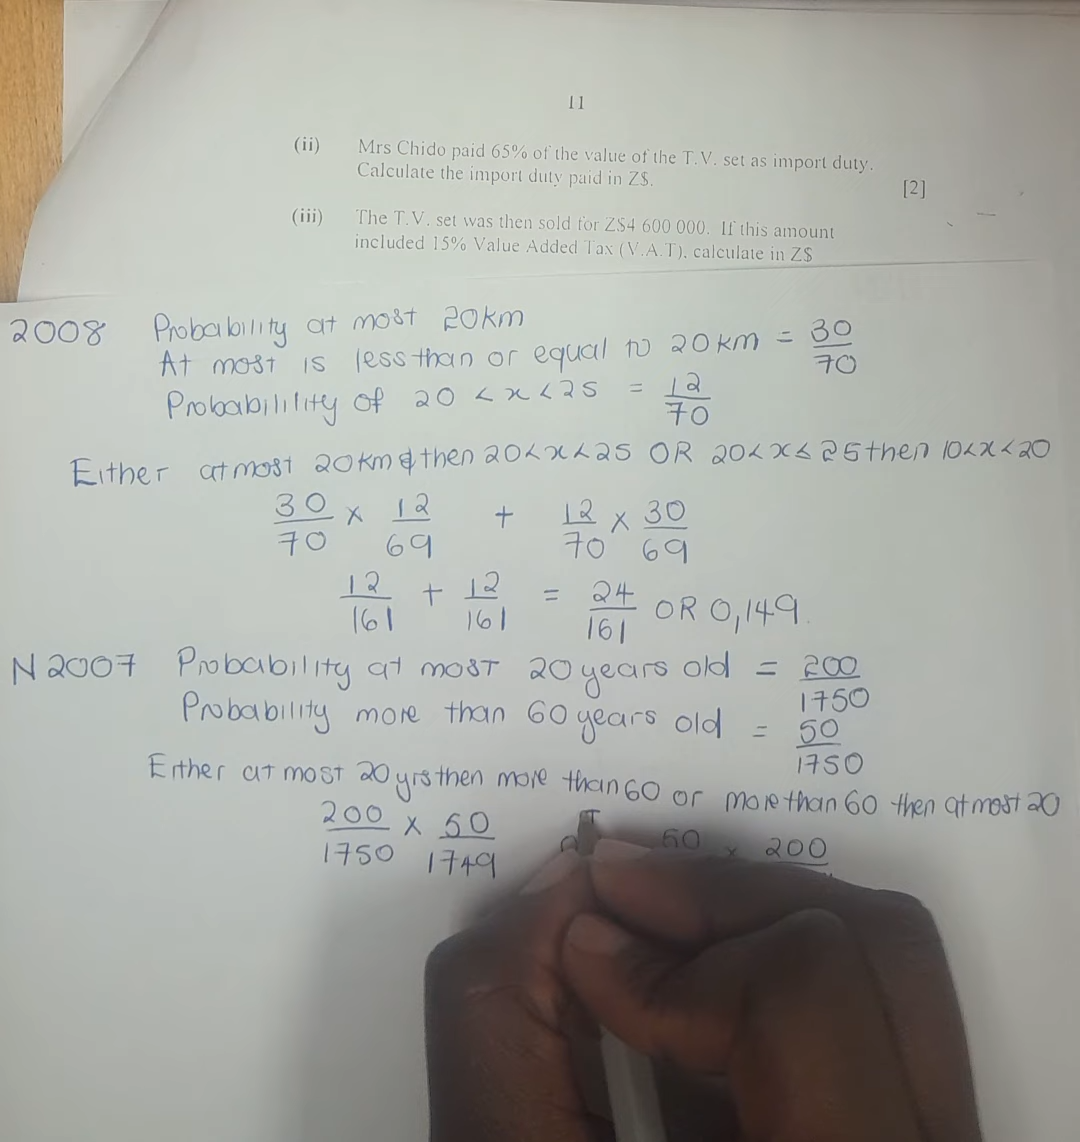 11
(ii) Mrs Chido paid 65% of the value of the T.V. set as import duty.
Calculate the import duty paid in Z$. [2]
(iii) The T.V. set was then sold for Z$4 600 000. If this amount
included 15% Value Added Tax (V.A.T), calculate in Z$
2008 Probability at most 20km
At most is less than or equal to 20km = 30/70
Probabilility of 20 < x < 25 = 12/70
Either at most 20km & then 20<x<25 OR 20<x≤25 then 10<x<20
30/70 × 12/69 + 12/70 × 30/69
12/161 + 12/161 = 24/161 OR 0,149.
N2007 Probability at most 20 years old = 200/1750
Probability more than 60 years old = 50/1750
Either at most 20 yrs then more than 60 or more than 60 then at most 20
200/1750 × 50/1749 50 × 200